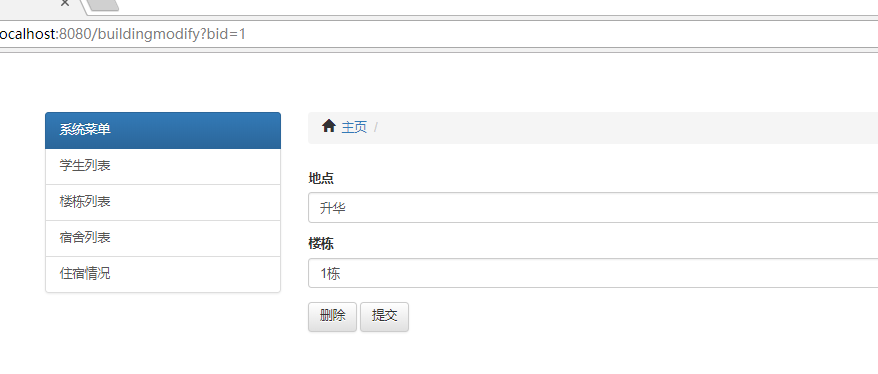 ocalhost:8080/buildingmodify?bid=1
系统菜单
学生列表
楼栋列表
宿舍列表
住宿情况
主页 /
地点
升华
楼栋
1栋
删除 提交